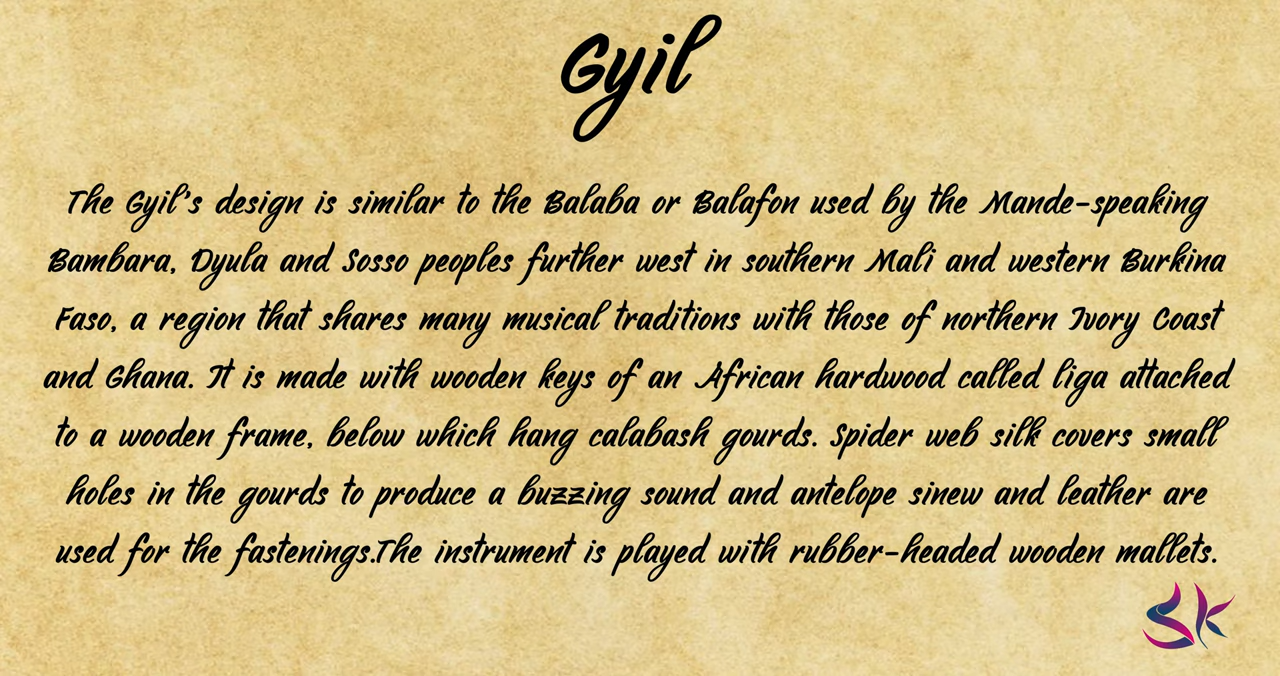 Gyil
The Gyil's design is similar to the Balaba or Balafon used by the Mande-speaking
Bambara, Dyula and Sosso peoples further west in southern Mali and western Burkina
Faso, a region that shares many musical traditions with those of northern Ivory Coast
and Ghana. It is made with wooden keys of an African hardwood called liga attached
to a wooden frame, below which hang calabash gourds. Spider web silk covers small
holes in the gourds to produce a buzzing sound and antelope sinew and leather are
used for the fastenings.The instrument is played with rubber-headed wooden mallets.
SK